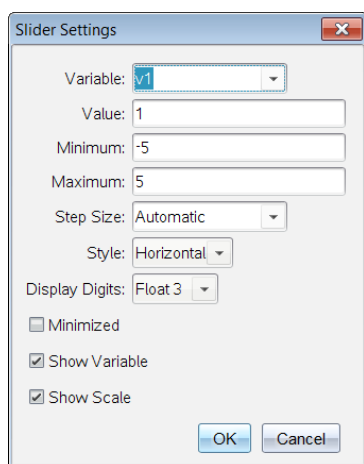 Slider Settings
Variable: v1
Value: 1
Minimum: -5
Maximum: 5
Step Size: Automatic
Style: Horizontal
Display Digits: Float 3
Minimized
Show Variable
Show Scale
OK Cancel